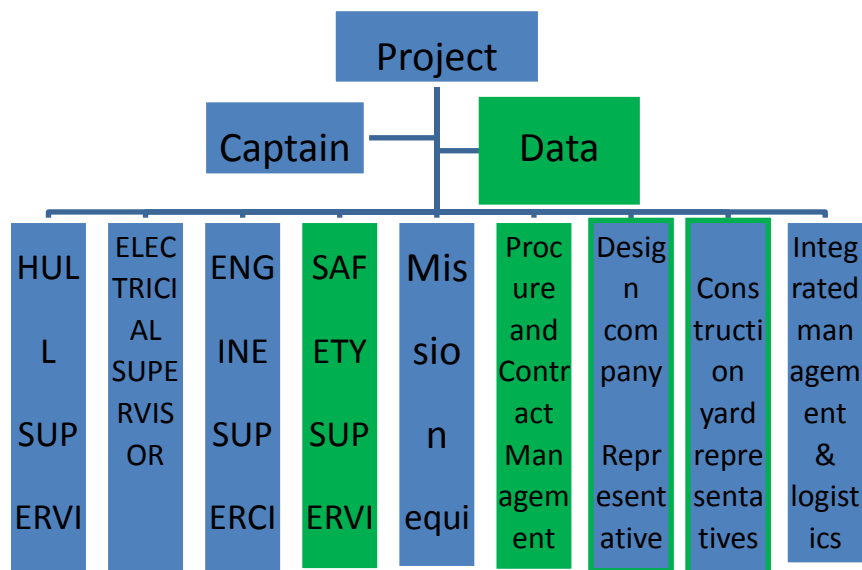 Project
Captain
Data
HUL
L
SUP
ERVI
ELEC
TRICI
AL
SUPE
RVIS
OR
ENG
INE
SUP
ERCI
SAF
ETY
SUP
ERVI
Mis
sio
n
equi
Proc
ure
and
Contr
act
Man
agem
ent
Desig
n
com
pany
Repr
esent
ative
Cons
tructi
on
yard
repre
senta
tives
Integ
rated
man
agem
ent
&
logist
ics